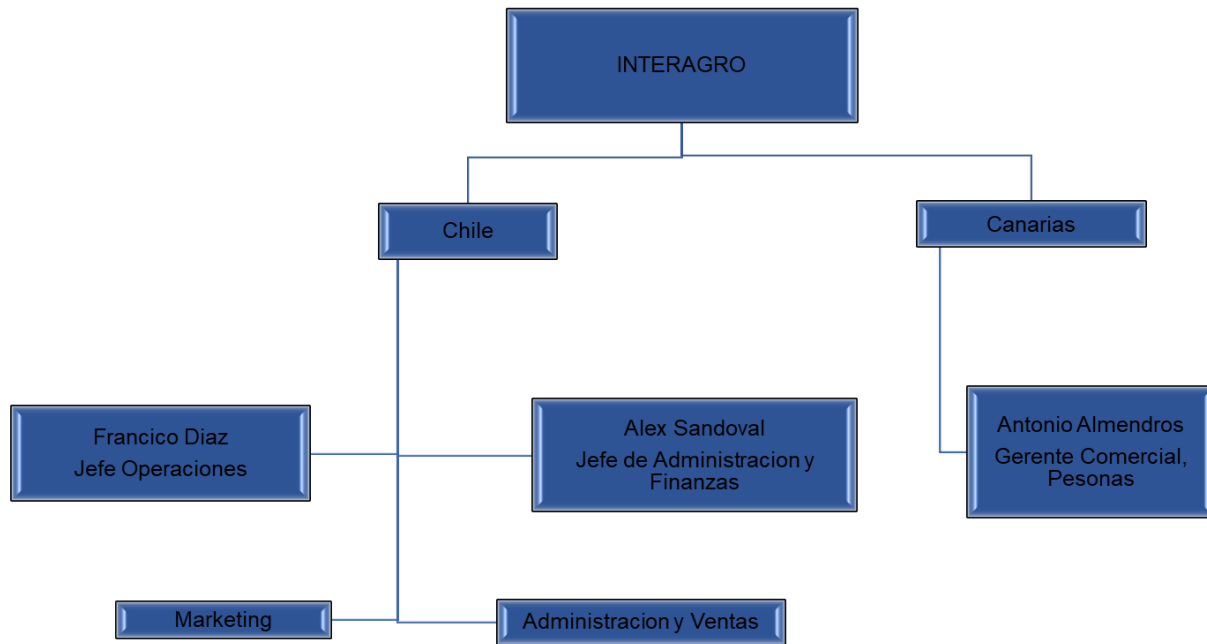 INTERAGRO
Chile
Canarias
Francico Diaz
Jefe Operaciones
Alex Sandoval
Jefe de Administracion y
Finanzas
Antonio Almendros
Gerente Comercial,
Pesonas
Marketing
Administracion y Ventas